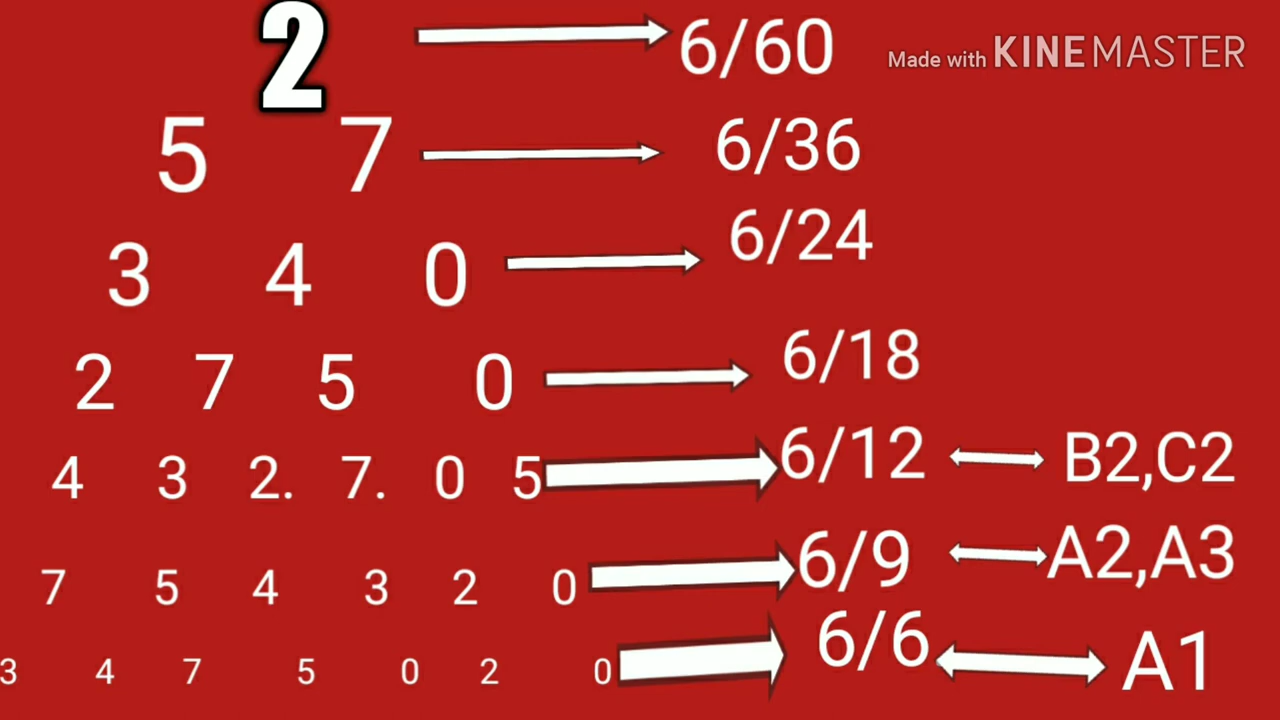 2 6/60 Made with KINEMASTER
5 7 6/36
3 4 0 6/24
2 7 5 0 6/18
4 3 2. 7. 0 5 6/12 B2,C2
7 5 4 3 2 0 6/9 A2,A3
3 4 7 5 0 2 0 6/6 A1